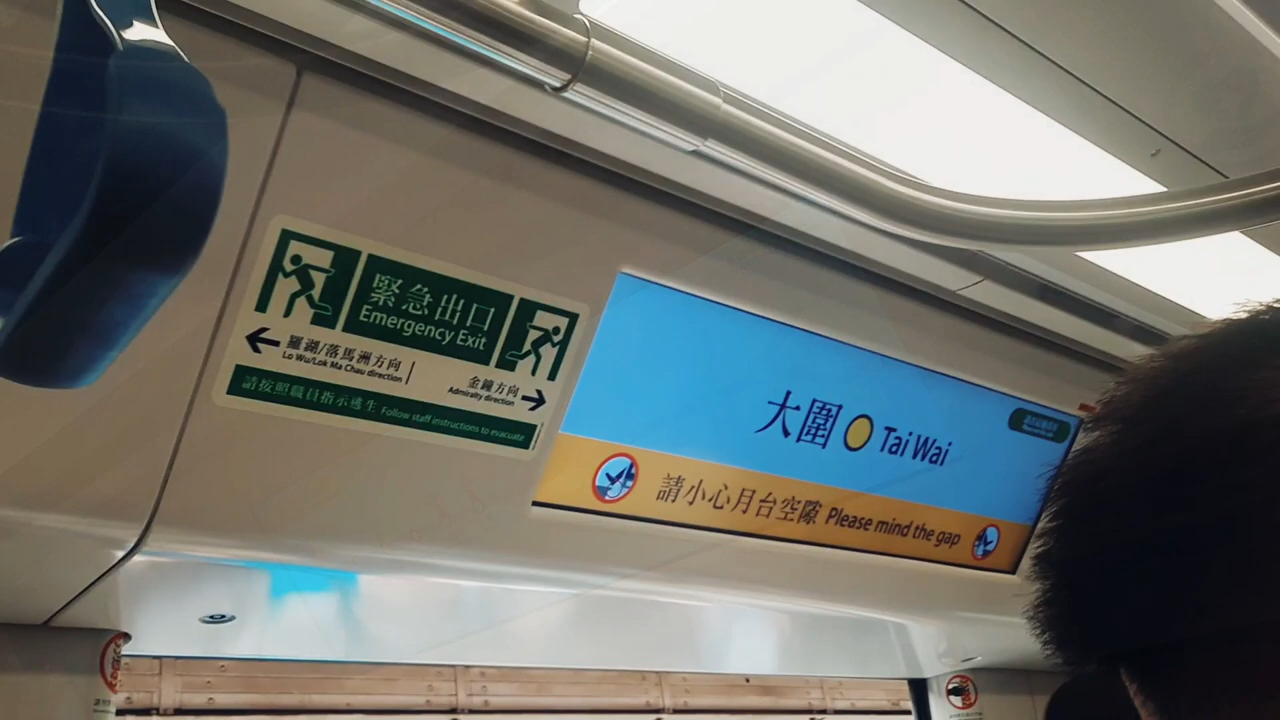 緊急出口
Emergency Exit
羅湖/落馬洲方向
Lo Wu/Lok Ma Chau direction
金鐘方向
Admiralty direction
請按照職員指示逃生 Follow staff instructions to evacuate
大圍 Tai Wai
請小心月台空隙 Please mind the gap